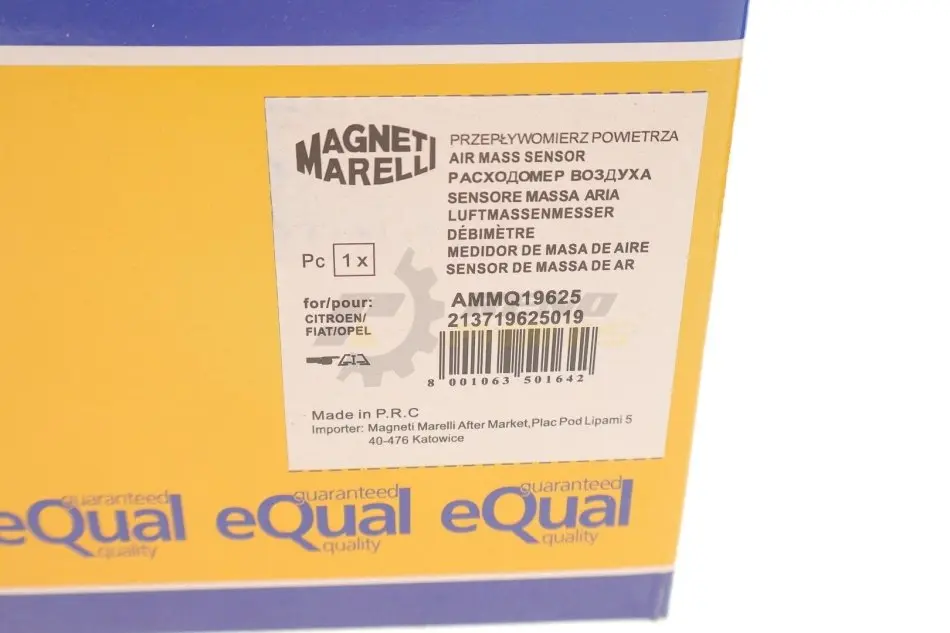 MAGNETI
MARELLI
PRZEPŁYWOMIERZ POWIETRZA
AIR MASS SENSOR
РАСХОДОМЕР ВОЗДУХА
SENSORE MASSA ARIA
LUFTMASSENMESSER
DÉBIMÈTRE
MEDIDOR DE MASA DE AIRE
SENSOR DE MASSA DE AR
Pc 1 x
for/pour:
CITROEN/
FIAT/OPEL
AMMQ19625
213719625019
8 001063 501642
Made in P.R.C
Importer: Magneti Marelli After Market,Plac Pod Lipami 5
40-476 Katowice
guaranteed
eQual
quality
guaranteed
eQual
quality
guaranteed
eQual
quality